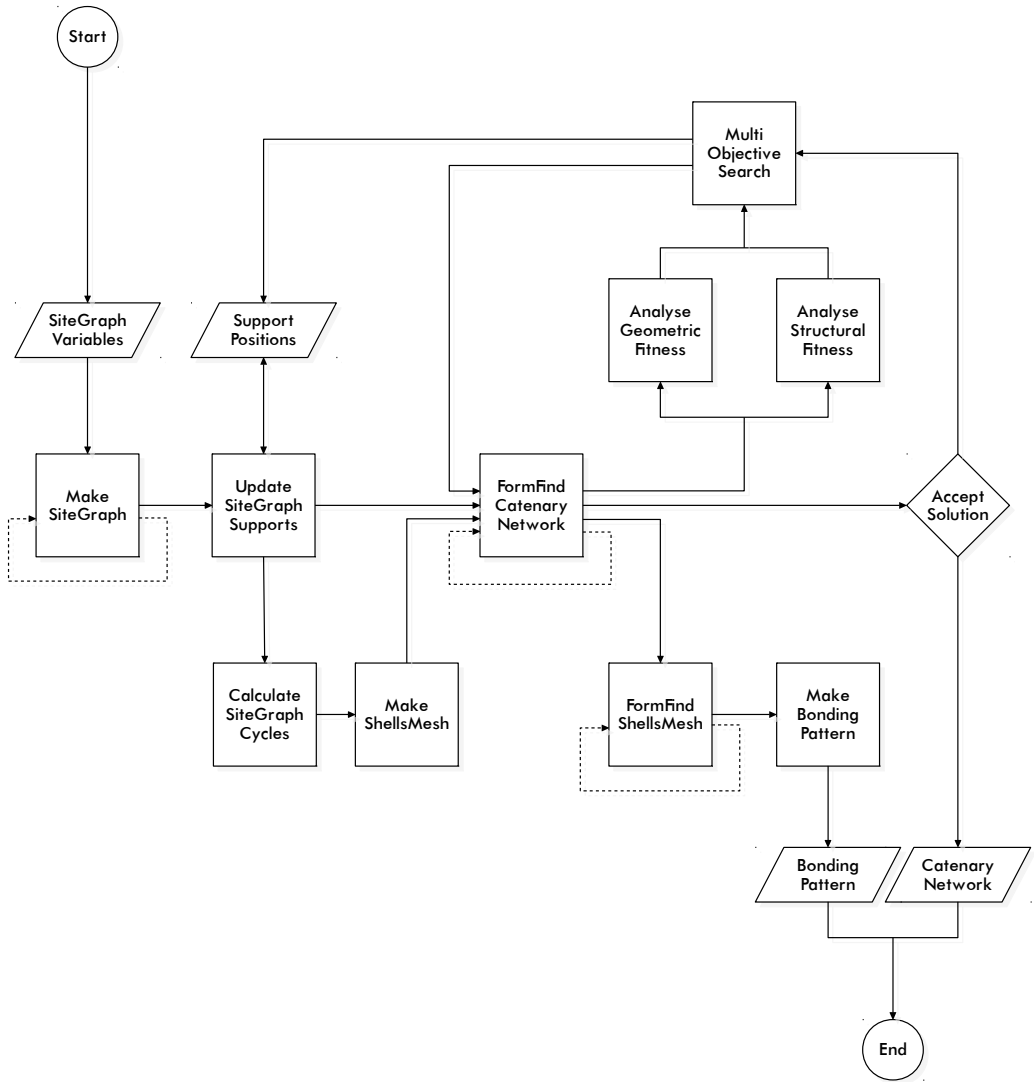 Start
Multi
Objective
Search
SiteGraph
Variables
Support
Positions
Analyse
Geometric
Fitness
Analyse
Structural
Fitness
Make
SiteGraph
Update
SiteGraph
Supports
FormFind
Catenary
Network
Accept
Solution
Calculate
SiteGraph
Cycles
Make
ShellsMesh
FormFind
ShellsMesh
Make
Bonding
Pattern
Bonding
Pattern
Catenary
Network
End